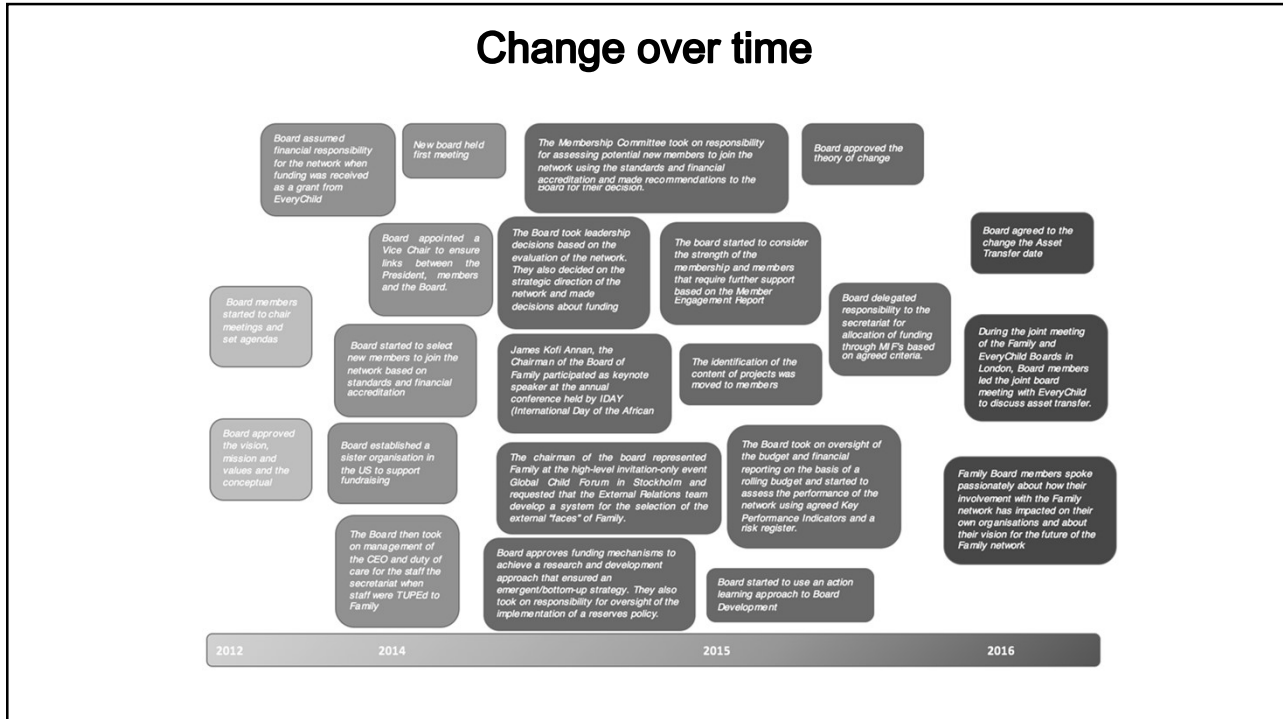 Change over time
Board assumed
financial responsibility
for the network when
funding was received
as a grant from
EveryChild
New board held
first meeting
The Membership Committee took on responsibility
for assessing potential new members to join the
network using the standards and financial
accreditation and made recommendations to the
Board for their decision.
Board approved the
theory of change
Board appointed a
Vice Chair to ensure
links between the
President, members
and the Board.
The Board took leadership
decisions based on the
evaluation of the network.
They also decided on the
strategic direction of the
network and made
decisions about funding
The board started to consider
the strength of the
membership and members
that require further support
based on the Member
Engagement Report
Board agreed to the
change the Asset
Transfer date
Board members
started to chair
meetings and
set agendas
Board started to select
new members to join the
network based on
standards and financial
accreditation
James Kofi Annan, the
Chairman of the Board of
Family participated as keynote
speaker at the annual
conference held by IDAY
(International Day of the African
The identification of the
content of projects was
moved to members
Board delegated
responsibility to the
secretariat for
allocation of funding
through MIF's based
on agreed criteria.
During the joint meeting
of the Family and
EveryChild Boards in
London, Board members
led the joint board
meeting with EveryChild
to discuss asset transfer.
Board approved
the vision,
mission and
values and the
conceptual
Board established a
sister organisation in
the US to support
fundraising
The chairman of the board represented
Family at the high-level invitation-only event
Global Child Forum in Stockholm and
requested that the External Relations team
develop a system for the selection of the
external "faces" of Family.
The Board took on oversight of
the budget and financial
reporting on the basis of a
rolling budget and started to
assess the performance of the
network using agreed Key
Performance Indicators and a
risk register.
Family Board members spoke
passionately about how their
involvement with the Family
network has impacted on their
own organisations and about
their vision for the future of the
Family network
The Board then took
on management of
the CEO and duty of
care for the staff the
secretariat when
staff were TUPEd to
Family
Board approves funding mechanisms to
achieve a research and development
approach that ensured an
emergent/bottom-up strategy. They also
took on responsibility for oversight of the
implementation of a reserves policy.
Board started to use an action
learning approach to Board
Development
2012
2014
2015
2016